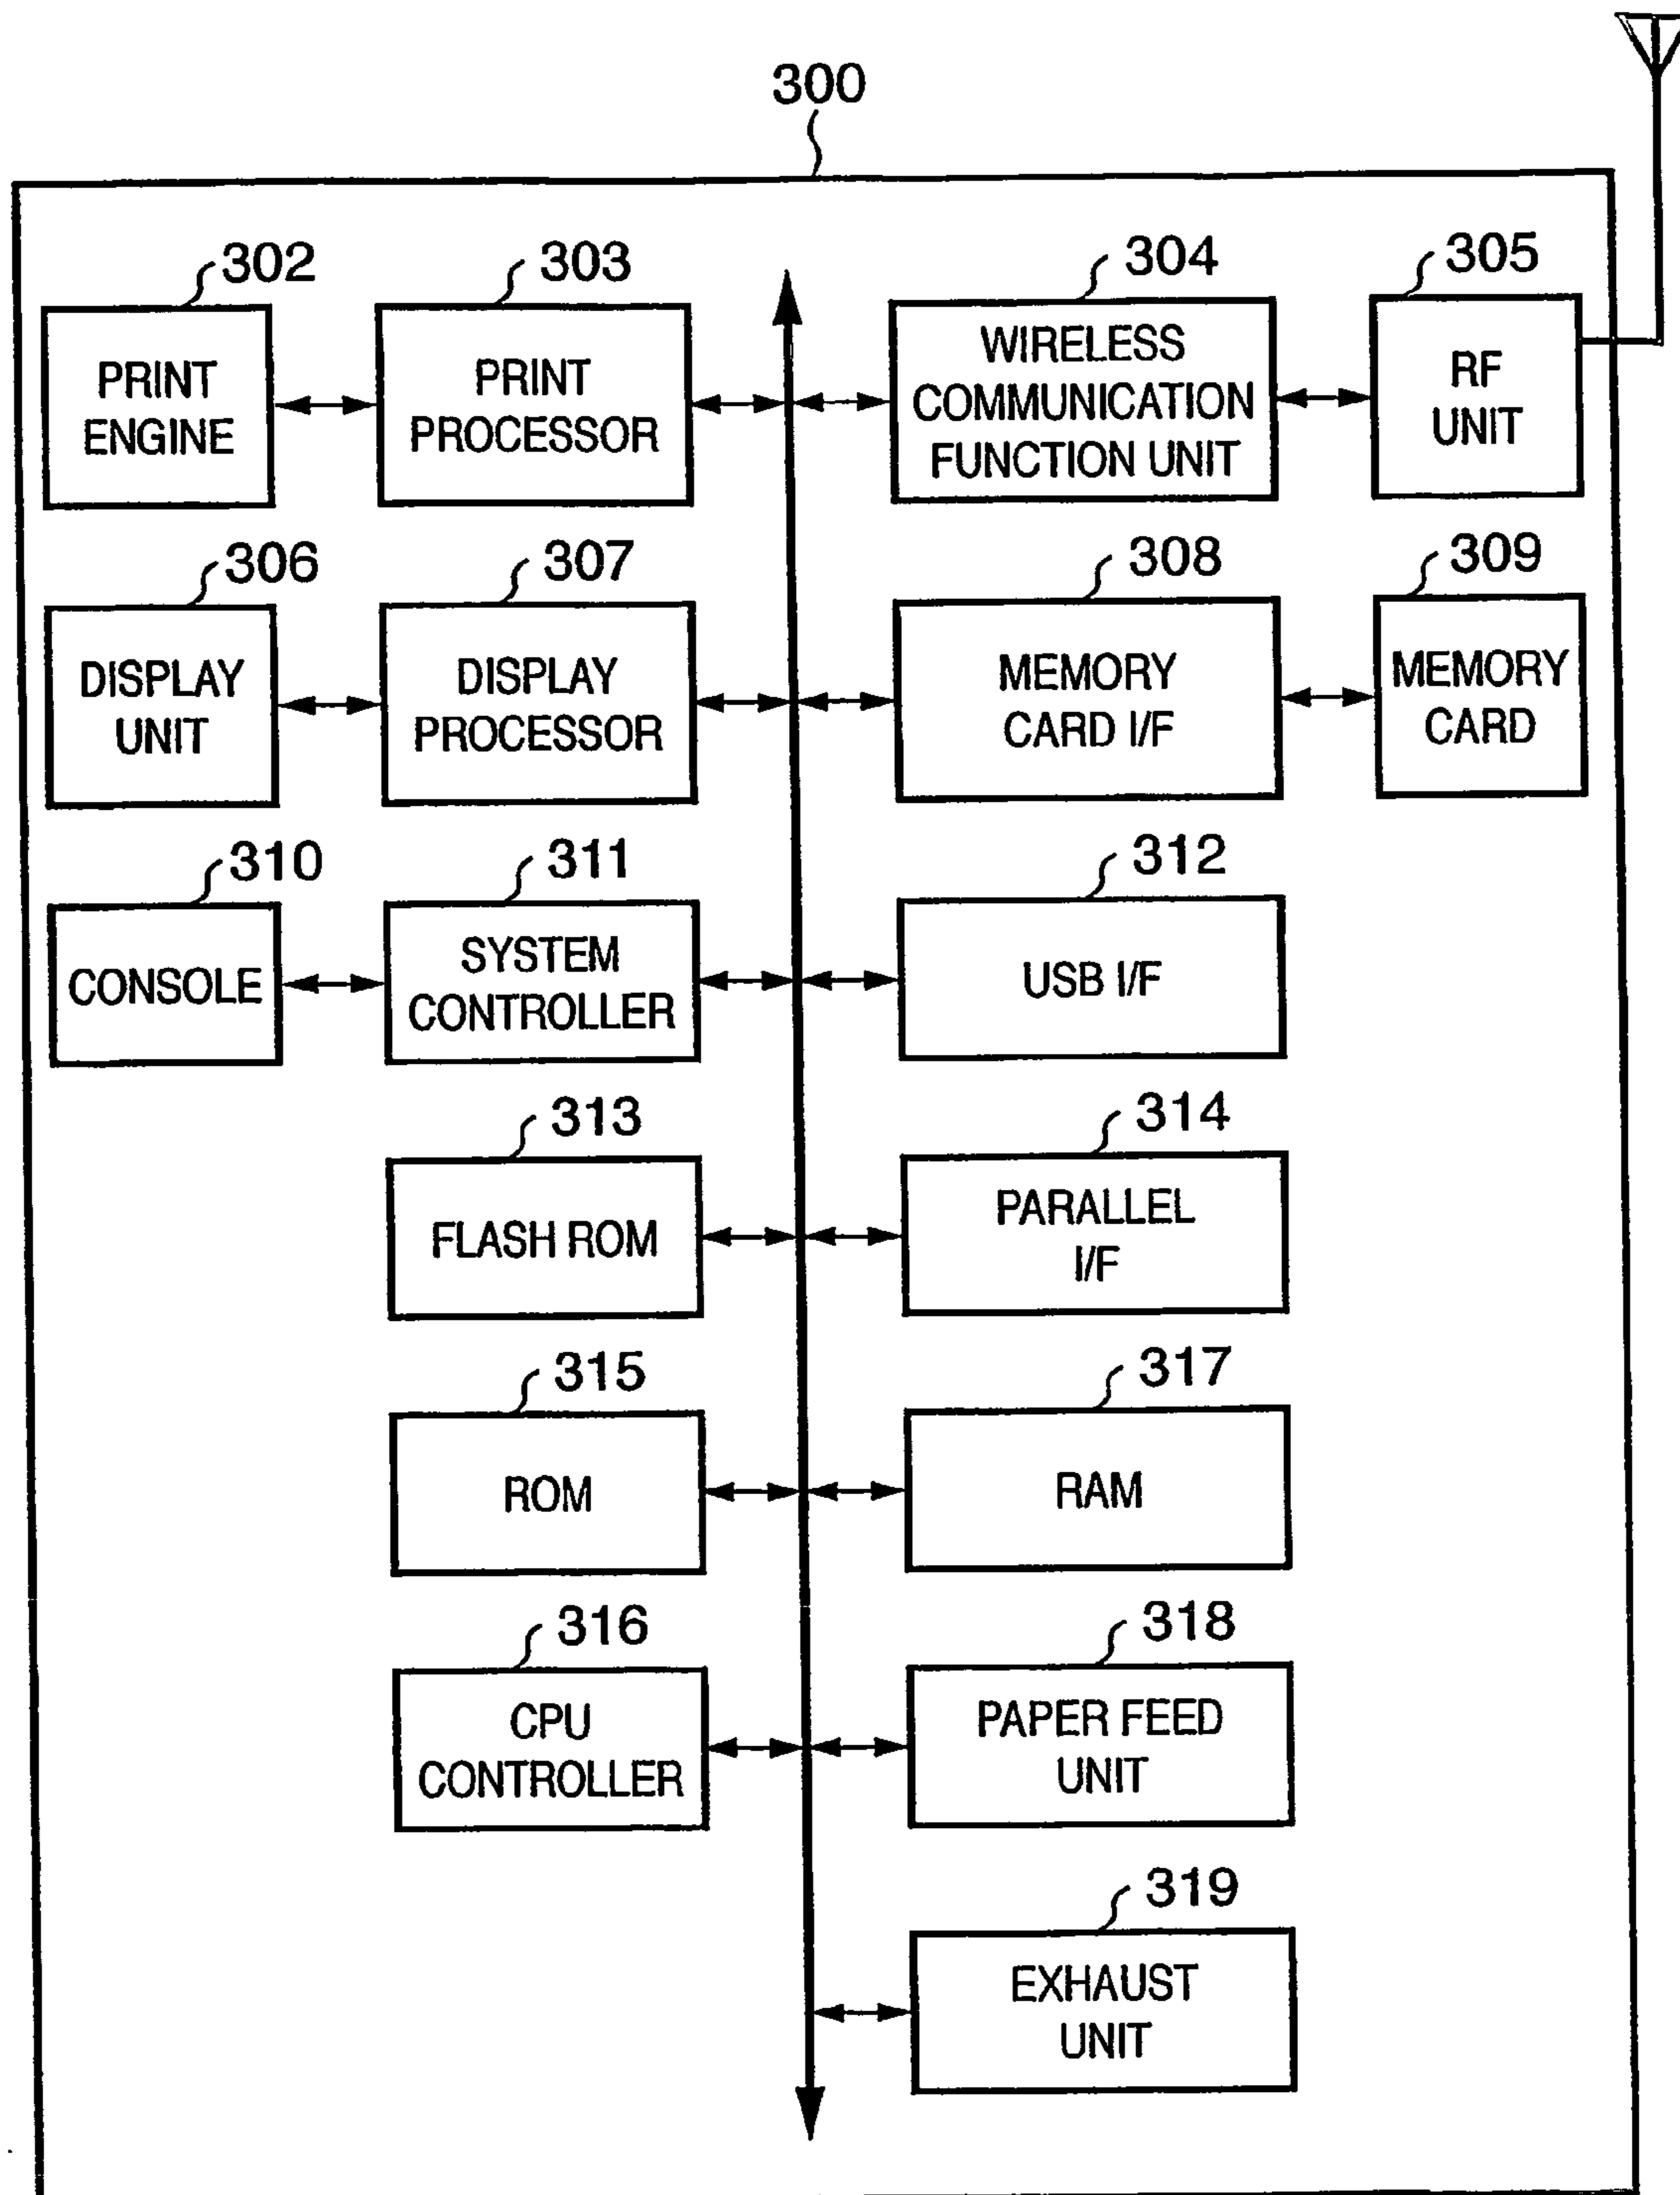 300
302
303
304
305
PRINT
ENGINE
PRINT
PROCESSOR
WIRELESS
COMMUNICATION
FUNCTION UNIT
RF
UNIT
306
307
308
309
DISPLAY
UNIT
DISPLAY
PROCESSOR
MEMORY
CARD I/F
MEMORY
CARD
310
311
312
CONSOLE
SYSTEM
CONTROLLER
USB I/F
313
314
FLASH ROM
PARALLEL
I/F
315
317
ROM
RAM
316
318
CPU
CONTROLLER
PAPER FEED
UNIT
319
EXHAUST
UNIT